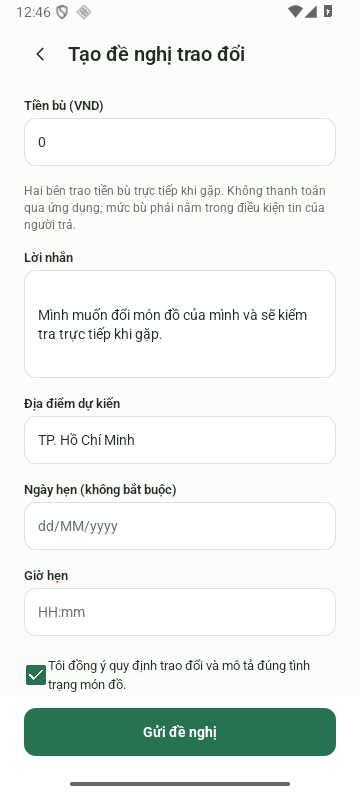 12:46
Tạo đề nghị trao đổi
Tiền bù (VND)
0
Hai bên trao tiền bù trực tiếp khi gặp. Không thanh toán
qua ứng dụng; mức bù phải nằm trong điều kiện tin của
người trả.
Lời nhắn
Mình muốn đổi món đồ của mình và sẽ kiểm
tra trực tiếp khi gặp.
Địa điểm dự kiến
TP. Hồ Chí Minh
Ngày hẹn (không bắt buộc)
dd/MM/yyyy
Giờ hẹn
HH:mm
Tôi đồng ý quy định trao đổi và mô tả đúng tình
trạng món đồ.
Gửi đề nghị